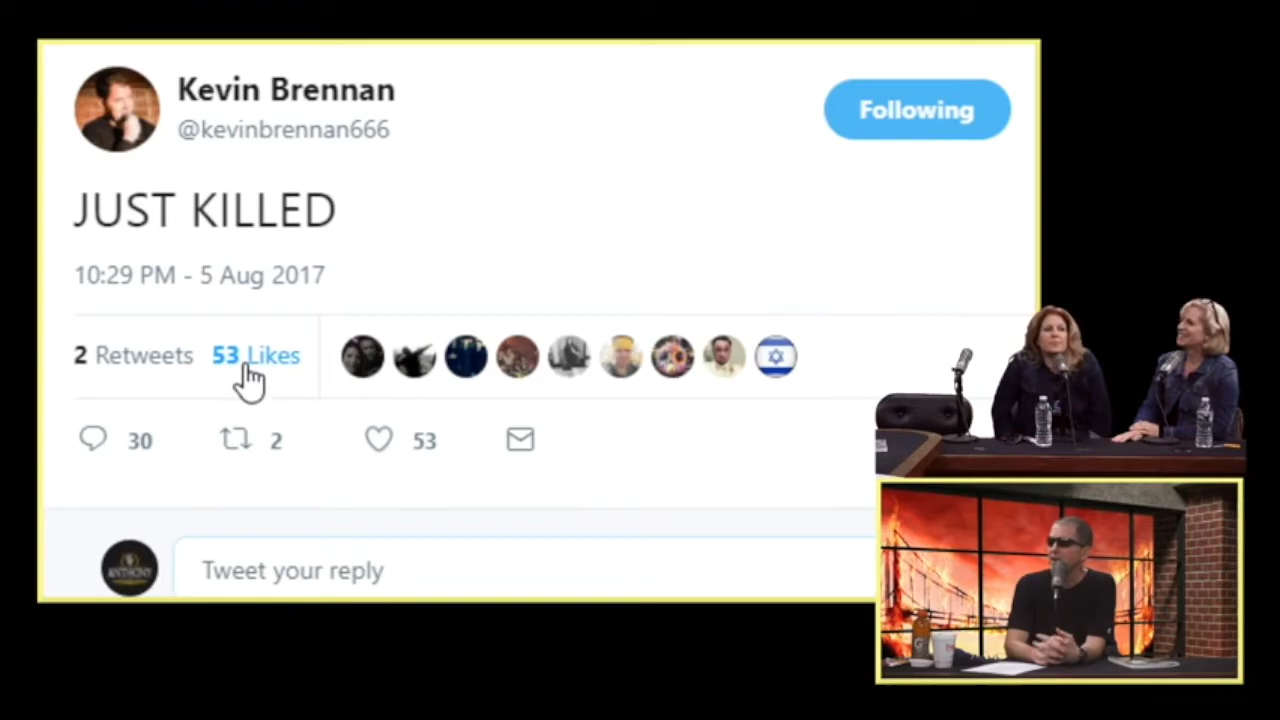 Kevin Brennan
@kevinbrennan666
Following
JUST KILLED
10:29 PM - 5 Aug 2017
2 Retweets 53 Likes
30 2 53
ANTHONY
Tweet your reply